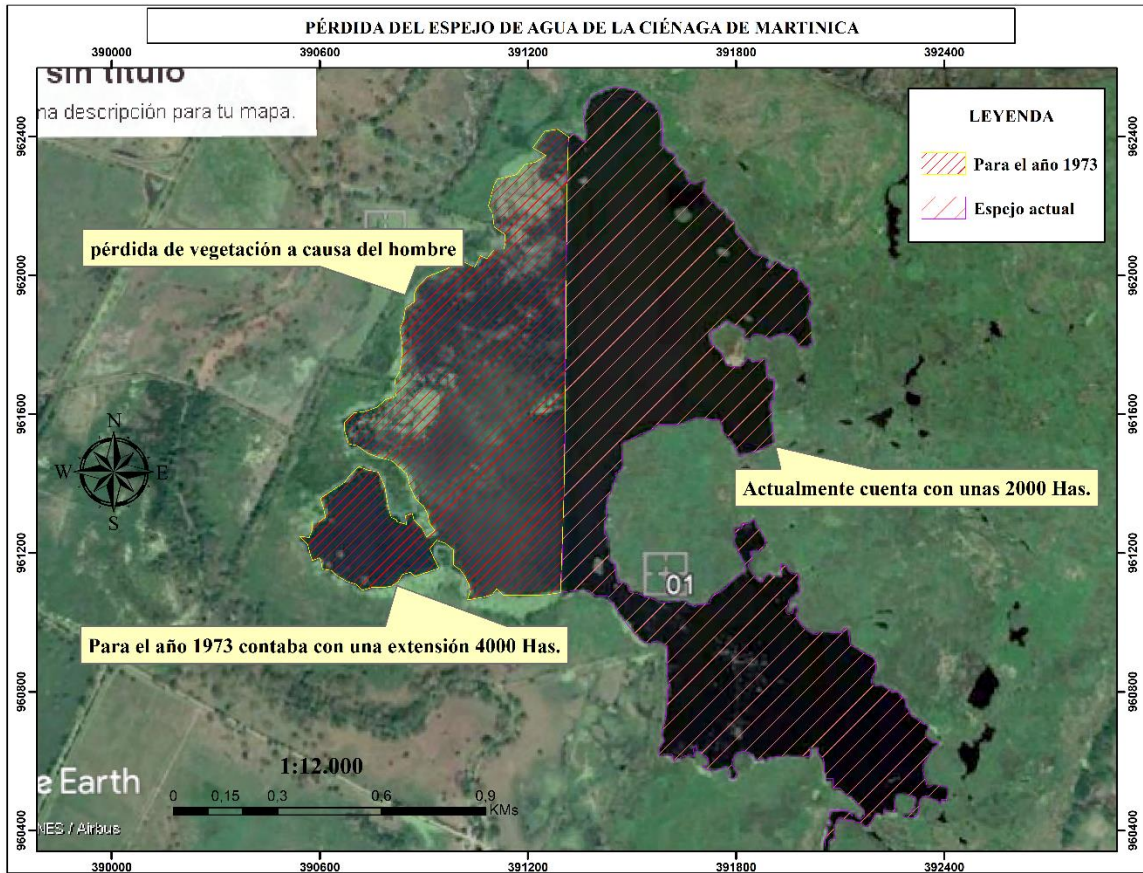 PÉRDIDA DEL ESPEJO DE AGUA DE LA CIÉNAGA DE MARTINICA
390000 390600 391200 391800 392400
sin título
na descripción para tu mapa.
LEYENDA
Para el año 1973
Espejo actual
962400 962400
pérdida de vegetación a causa del hombre
962000 962000
961600 961600
N
W E
S
Actualmente cuenta con unas 2000 Has.
961200 961200
01
Para el año 1973 contaba con una extensión 4000 Has.
960800 960800
1:12.000
e Earth
0 0,15 0,3 0,6 0,9
KMs
NES / Airbus
960400 960400
390000 390600 391200 391800 392400